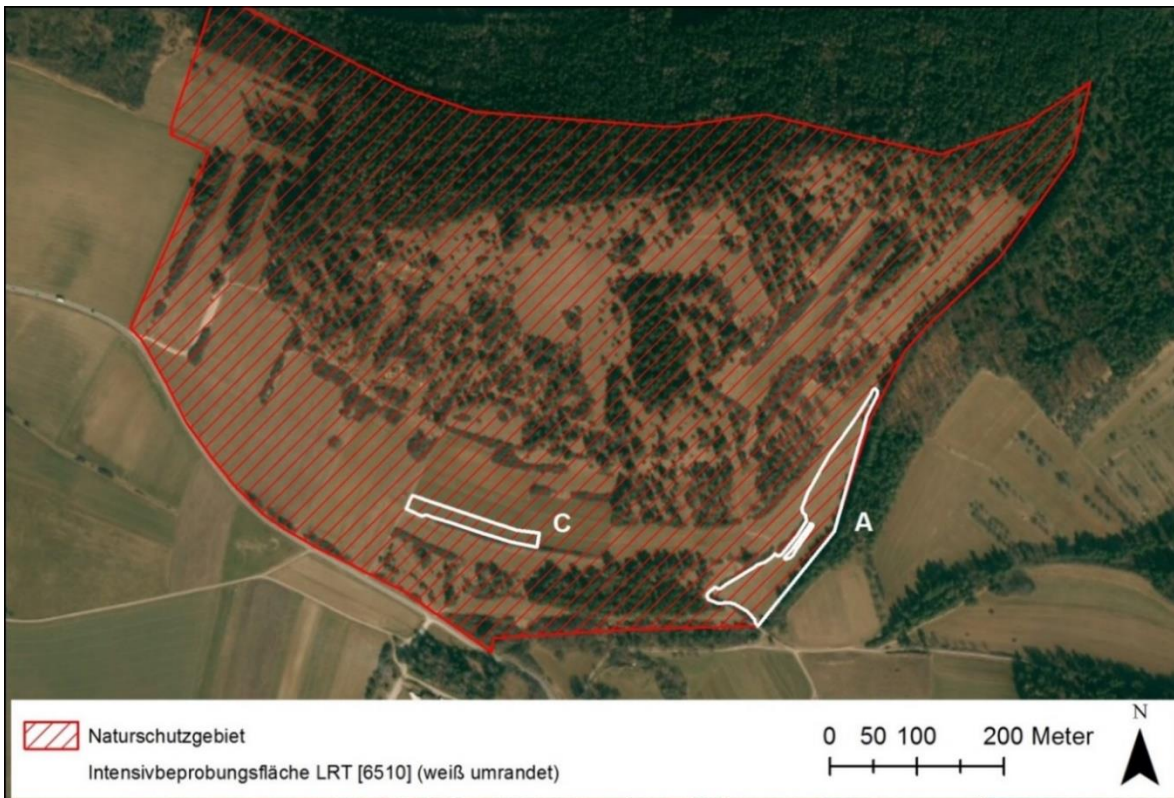 C
A
Naturschutzgebiet
Intensivbeprobungsfläche LRT [6510] (weiß umrandet)
0 50 100 200 Meter
N